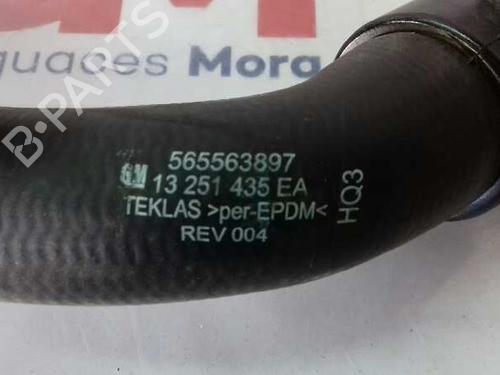 guaces Mora
B-PARTS
565563897
GM 13 251 435 EA
TEKLAS >per-EPDM<
REV 004
HQ3